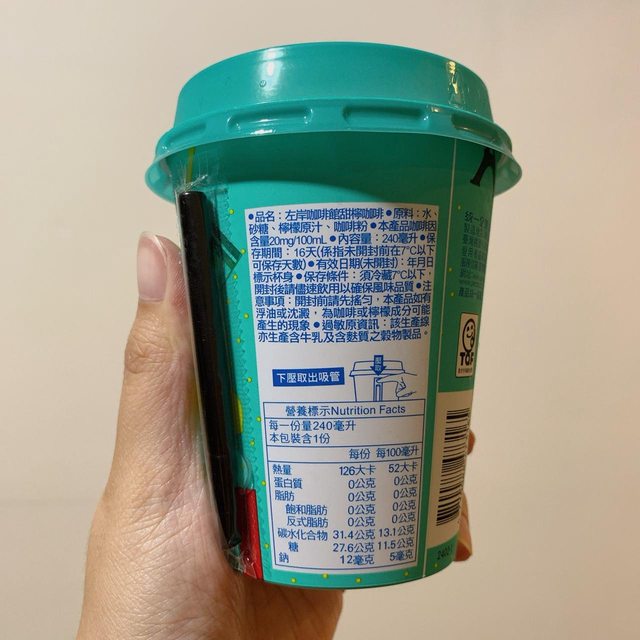 ●品名：左岸咖啡館甜檸咖啡●原料：水、
砂糖、檸檬原汁、咖啡粉●本產品咖啡因
含量20mg/100mL●內容量：240毫升●保
存期間：16天(係指未開封前在7°C以下
可保存天數)●有效日期(未開封)：年月日
標示杯身●保存條件：須冷藏7°C以下，
開封後請儘速飲用以確保風味品質●注
意事項：開封前請先搖勻，本產品如有
浮油或沈澱，為咖啡或檸檬成分可能
產生的現象●過敏原資訊：該生產線
亦生產含牛乳及含麩質之穀物製品。
下壓取出吸管
營養標示Nutrition Facts
每一份量240毫升
本包裝含1份
每份 每100毫升
熱量 126大卡 52大卡
蛋白質 0公克 0公克
脂肪 0公克 0公克
飽和脂肪 0公克 0公克
反式脂肪 0公克 0公克
碳水化合物 31.4公克 13.1公克
糖 27.6公克 11.5公克
鈉 12毫克 5毫克
TQF